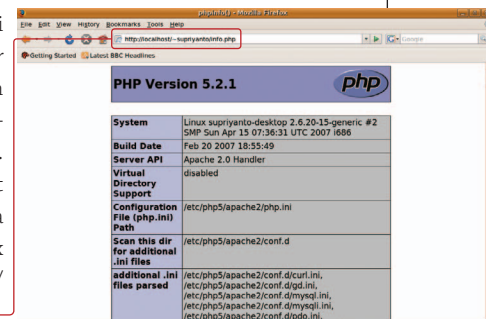 phpinfo() - Mozilla Firefox
File Edit View History Bookmarks Tools Help
http://localhost/~supriyanto/info.php
Google
Getting Started Latest BBC Headlines
PHP Version 5.2.1
php
System Linux supriyanto-desktop 2.6.20-15-generic #2
SMP Sun Apr 15 07:36:31 UTC 2007 i686
Build Date Feb 20 2007 18:55:49
Server API Apache 2.0 Handler
Virtual Directory Support disabled
Configuration File (php.ini) Path /etc/php5/apache2/php.ini
Scan this dir for additional .ini files /etc/php5/apache2/conf.d
additional .ini files parsed /etc/php5/apache2/conf.d/curl.ini,
/etc/php5/apache2/conf.d/gd.ini,
/etc/php5/apache2/conf.d/mysql.ini,
/etc/php5/apache2/conf.d/mysqli.ini,
/etc/php5/apache2/conf.d/pdo.ini,